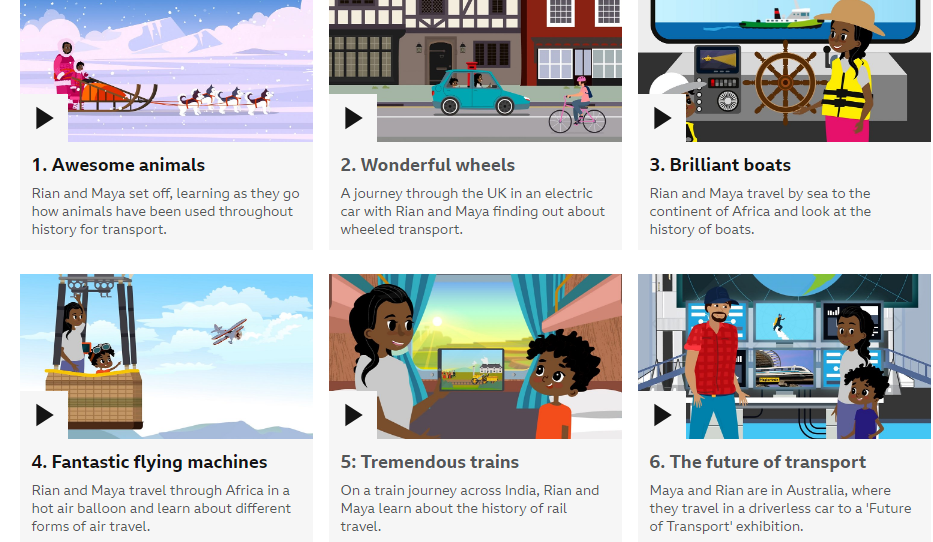 1. Awesome animals
Rian and Maya set off, learning as they go
how animals have been used throughout
history for transport.
2. Wonderful wheels
A journey through the UK in an electric
car with Rian and Maya finding out about
wheeled transport.
3. Brilliant boats
Rian and Maya travel by sea to the
continent of Africa and look at the
history of boats.
4. Fantastic flying machines
Rian and Maya travel through Africa in a
hot air balloon and learn about different
forms of air travel.
5: Tremendous trains
On a train journey across India, Rian and
Maya learn about the history of rail
travel.
6. The future of transport
Maya and Rian are in Australia, where
they travel in a driverless car to a 'Future
of Transport' exhibition.